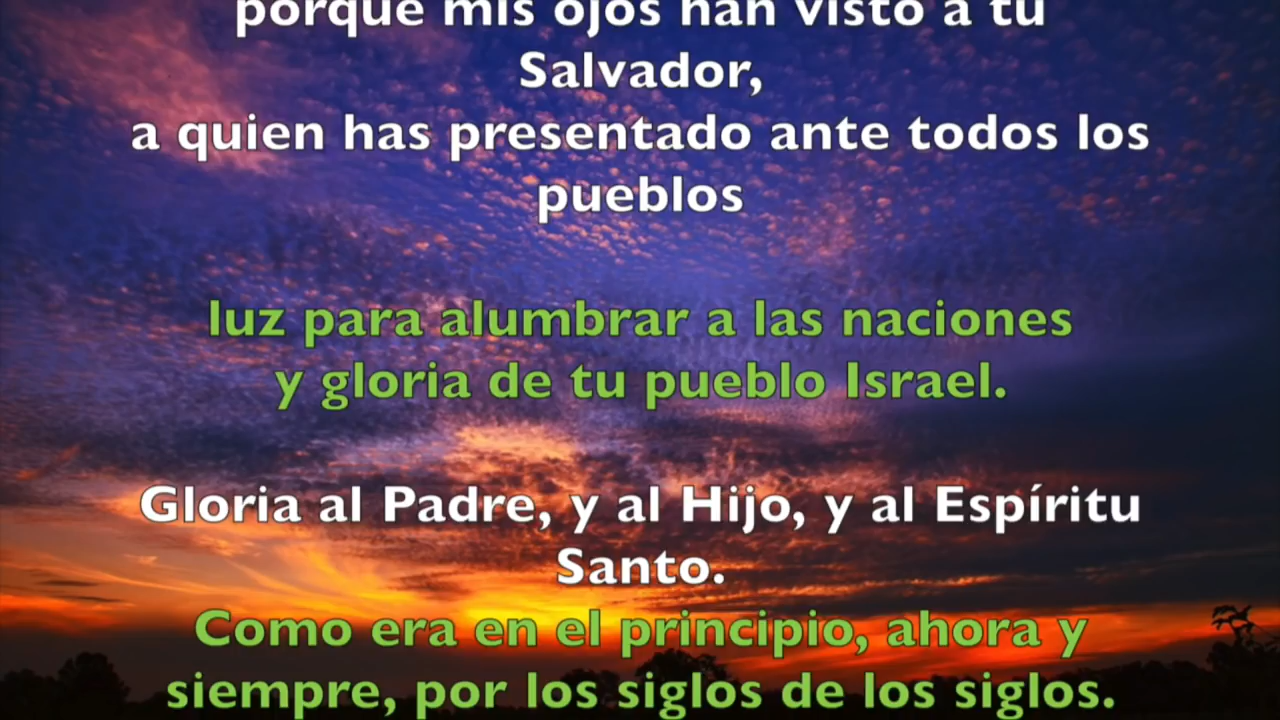 porque mis ojos han visto a tu
Salvador,
a quien has presentado ante todos los
pueblos
luz para alumbrar a las naciones
y gloria de tu pueblo Israel.
Gloria al Padre, y al Hijo, y al Espíritu
Santo.
Como era en el principio, ahora y
siempre, por los siglos de los siglos.